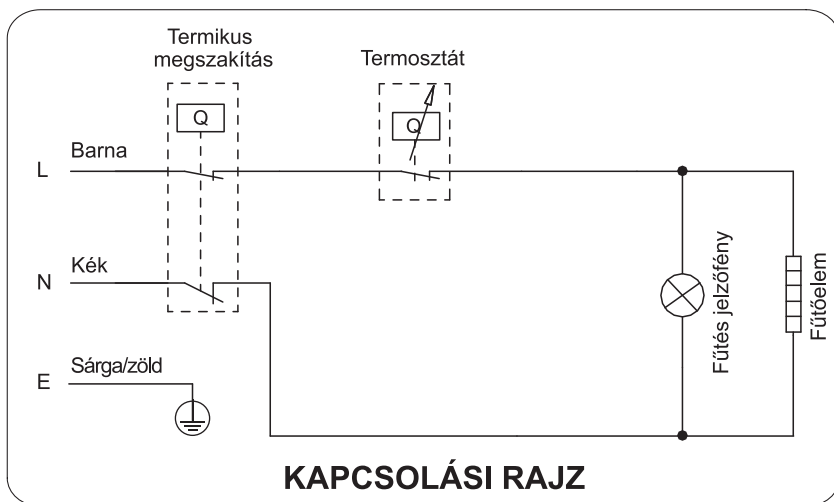 Termikus
megszakítás
Termosztát
Q
Q
L
Barna
N
Kék
E
Sárga/zöld
Fűtés jelzőfény
Fűtőelem
KAPCSOLÁSI RAJZ